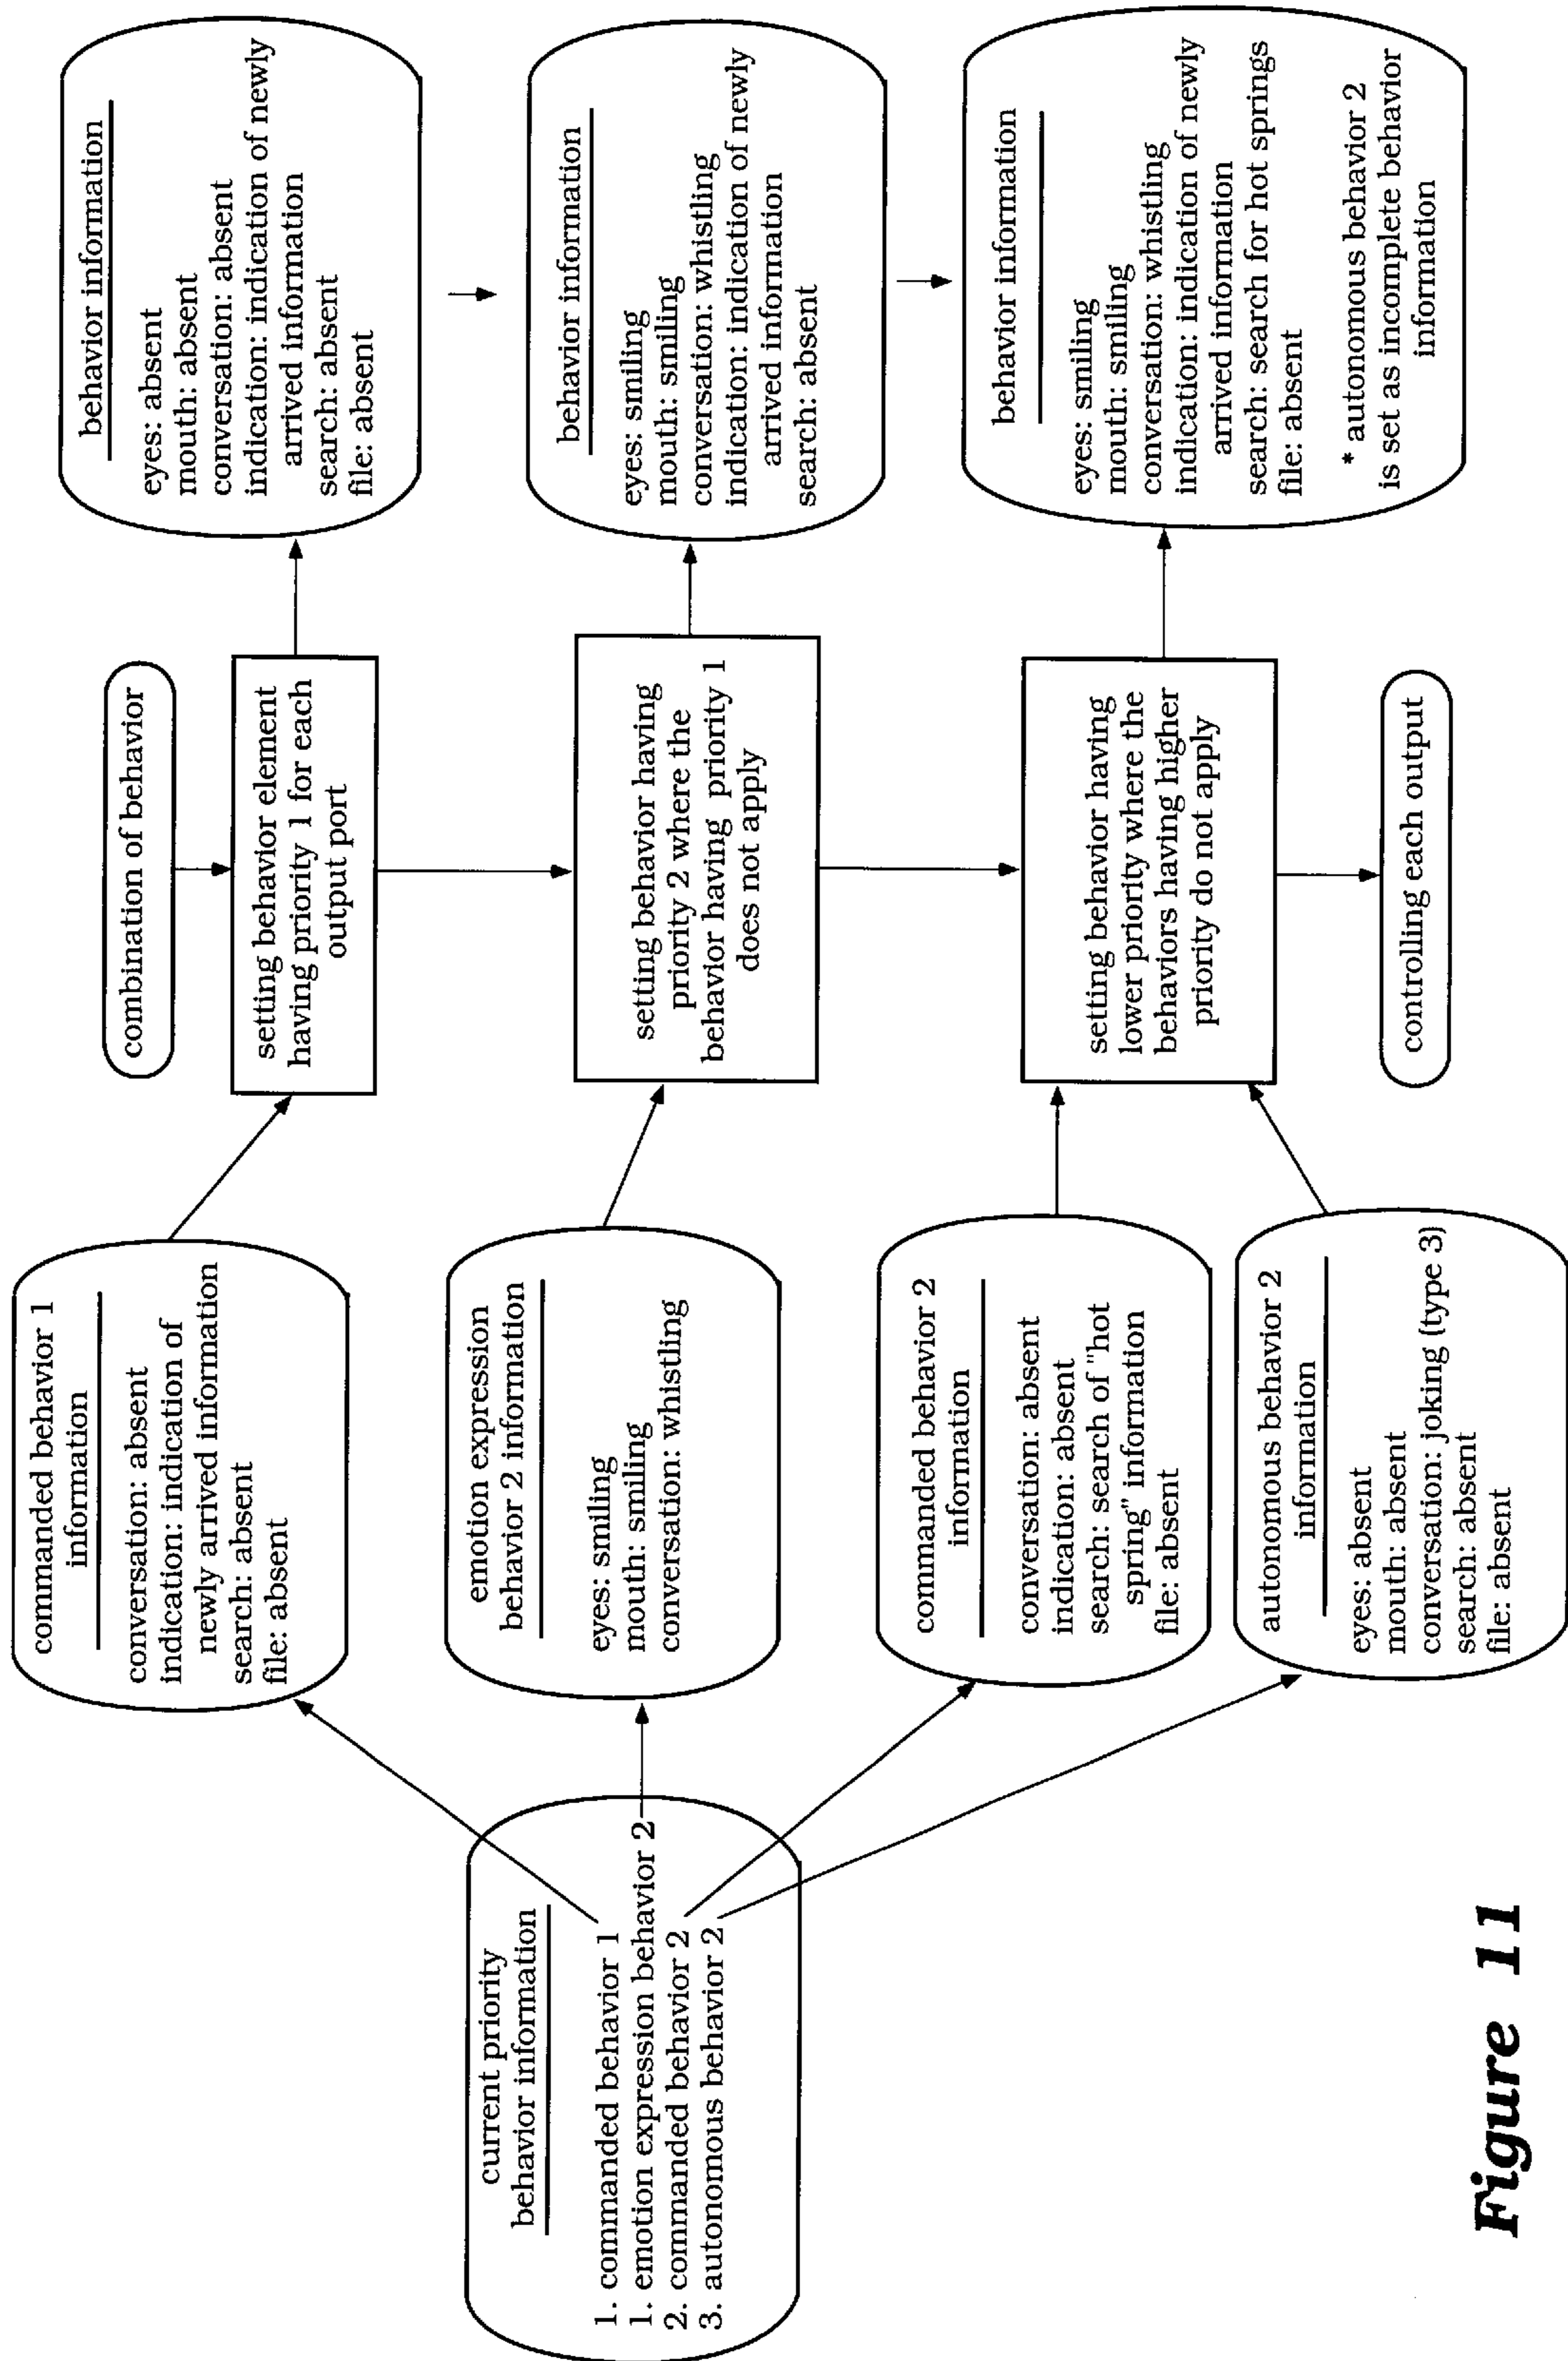 current priority
behavior information
1. commanded behavior 1
1. emotion expression behavior 2
2. commanded behavior 2
3. autonomous behavior 2
commanded behavior 1
information
conversation: absent
indication: indication of
newly arrived information
search: absent
file: absent
emotion expression
behavior 2 information
eyes: smiling
mouth: smiling
conversation: whistling
commanded behavior 2
information
conversation: absent
indication: absent
search: search of "hot
spring" information
file: absent
autonomous behavior 2
information
eyes: absent
mouth: absent
conversation: joking (type 3)
search: absent
file: absent
combination of behavior
setting behavior element
having priority 1 for each
output port
setting behavior having
priority 2 where the
behavior having priority 1
does not apply
setting behavior having
lower priority where the
behaviors having higher
priority do not apply
controlling each output
behavior information
eyes: absent
mouth: absent
conversation: absent
indication: indication of newly
arrived information
search: absent
file: absent
behavior information
eyes: smiling
mouth: smiling
conversation: whistling
indication: indication of newly
arrived information
search: absent
behavior information
eyes: smiling
mouth: smiling
conversation: whistling
indication: indication of newly
arrived information
search: search for hot springs
file: absent
* autonomous behavior 2
is set as incomplete behavior
information
Figure 11